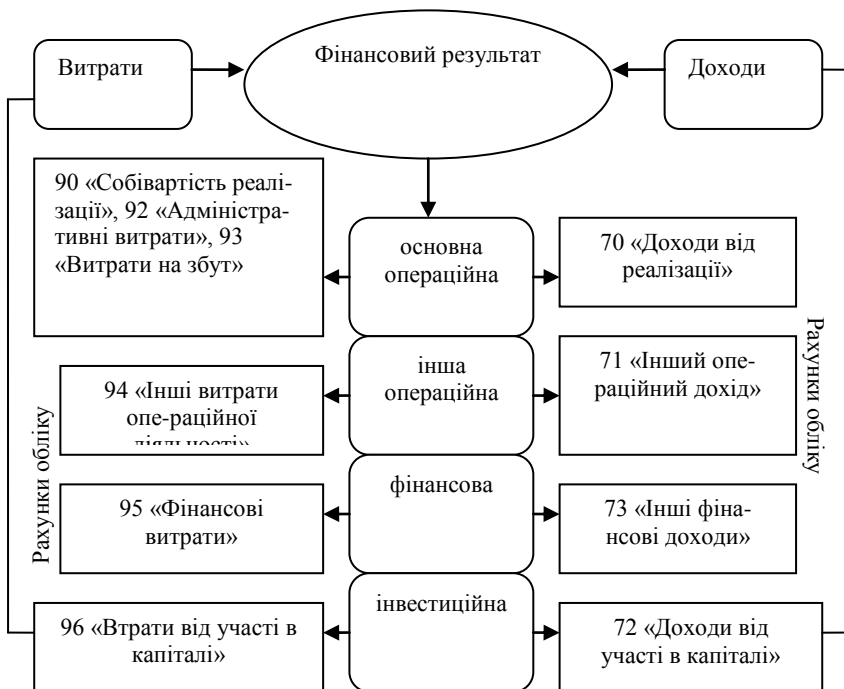 Витрати
Фінансовий результат
Доходи
90 «Собівартість реалі-
зації», 92 «Адміністра-
тивні витрати», 93
«Витрати на збут»
основна
операційна
70 «Доходи від
реалізації»
94 «Інші витрати
опе-раційної
діяльності»
інша
операційна
71 «Інший опе-
раційний дохід»
95 «Фінансові
витрати»
фінансова
73 «Інші фіна-
нсові доходи»
96 «Втрати від участі в
капіталі»
інвестиційна
72 «Доходи від
участі в капіталі»
Рахунки обліку
Рахунки обліку